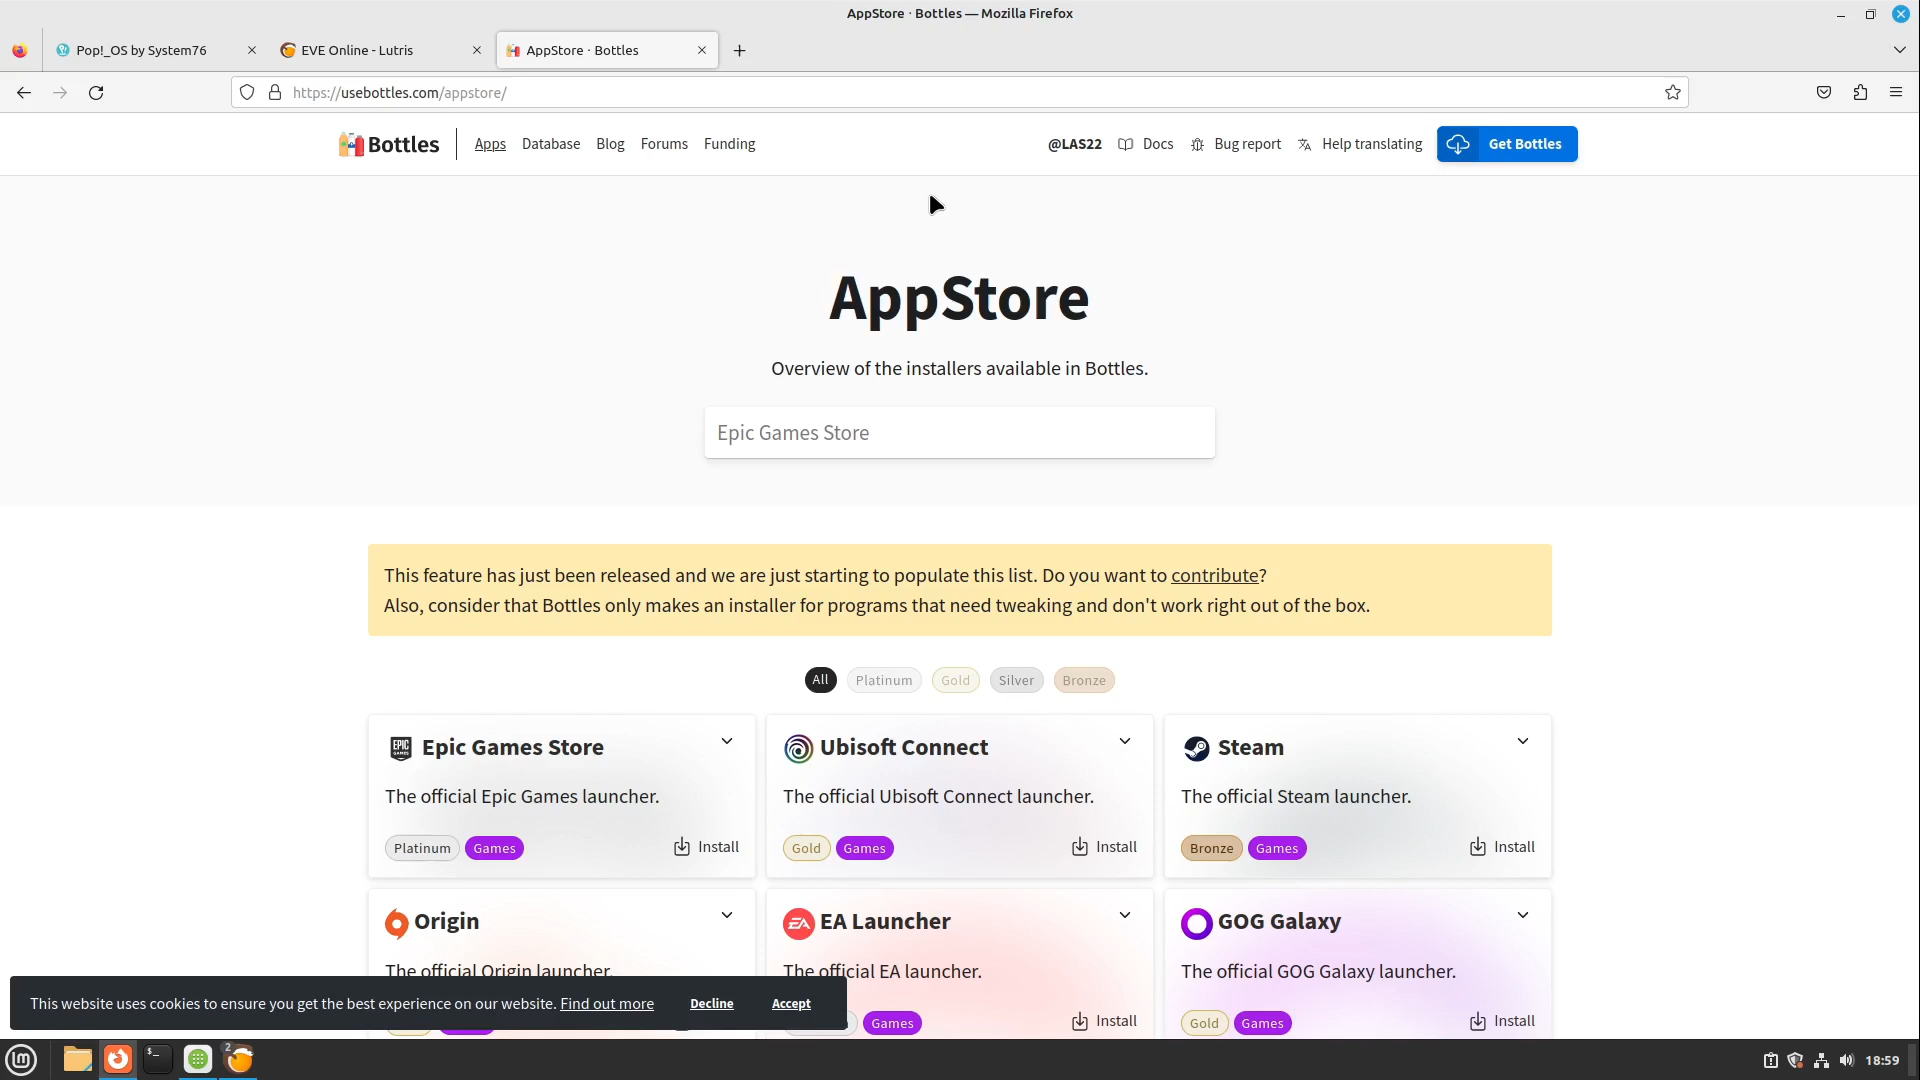 AppStore · Bottles — Mozilla Firefox
Pop!_OS by System76
EVE Online - Lutris
AppStore · Bottles
https://usebottles.com/appstore/
Bottles
Apps
Database
Blog
Forums
Funding
@LAS22
Docs
Bug report
Help translating
Get Bottles
AppStore
Overview of the installers available in Bottles.
Epic Games Store
This feature has just been released and we are just starting to populate this list. Do you want to contribute?
Also, consider that Bottles only makes an installer for programs that need tweaking and don't work right out of the box.
All
Platinum
Gold
Silver
Bronze
EPIC GAMES
Epic Games Store
The official Epic Games launcher.
Platinum
Games
Install
Ubisoft Connect
The official Ubisoft Connect launcher.
Gold
Games
Install
Steam
The official Steam launcher.
Bronze
Games
Install
Origin
The official Origin launcher.
EA
EA Launcher
The official EA launcher.
Games
Install
GOG Galaxy
The official GOG Galaxy launcher.
Gold
Games
Install
This website uses cookies to ensure you get the best experience on our website. Find out more
Decline
Accept
$_
2
18:59